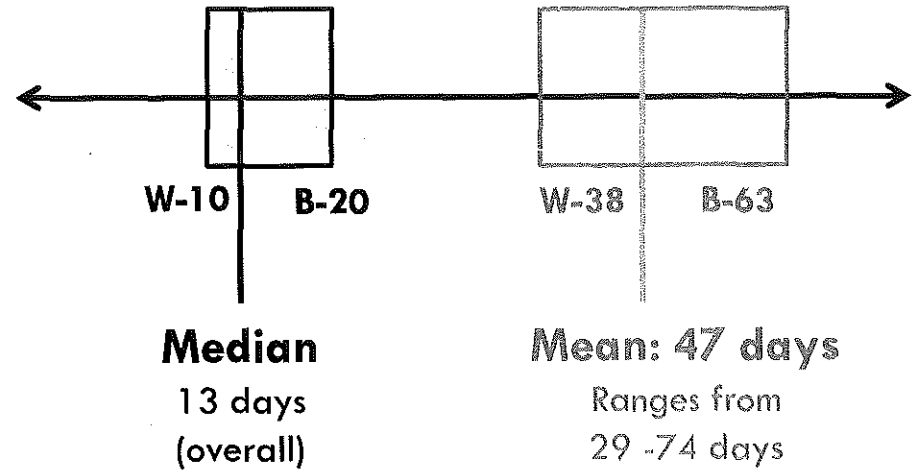 W-10 B-20 W-38 B-63
Median
13 days
(overall)
Mean: 47 days
Ranges from
29 -74 days